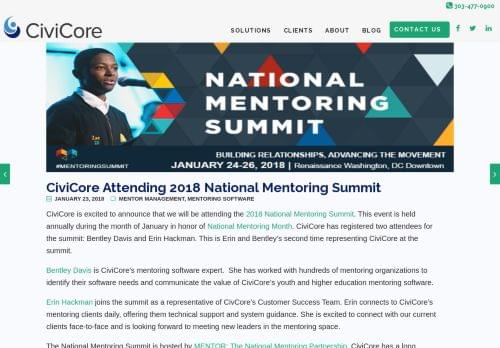 303-477-0900
CiviCore
SOLUTIONS CLIENTS ABOUT BLOG CONTACT US
NATIONAL
MENTORING
SUMMIT
BUILDING RELATIONSHIPS, ADVANCING THE MOVEMENT
#MENTORINGSUMMIT
JANUARY 24-26, 2018 | Renaissance Washington, DC Downtown
CiviCore Attending 2018 National Mentoring Summit
JANUARY 23, 2018 MENTOR MANAGEMENT, MENTORING SOFTWARE
CiviCore is excited to announce that we will be attending the 2018 National Mentoring Summit. This event is held
annually during the month of January in honor of National Mentoring Month. CiviCore has registered two attendees for
the summit: Bentley Davis and Erin Hackman. This is Erin and Bentley's second time representing CiviCore at the
summit.
Bentley Davis is CiviCore's mentoring software expert. She has worked with hundreds of mentoring organizations to
identify their software needs and communicate the value of CiviCore's youth and higher education mentoring software.
Erin Hackman joins the summit as a representative of CivCore's Customer Success Team. Erin connects to CiviCore's
mentoring clients daily, offering them technical support and system guidance. She is excited to connect with our current
clients face-to-face and is looking forward to meeting new leaders in the mentoring space.
The National Mentoring Summit is hosted by MENTOR: The National Mentoring Partnership. CiviCore has a long